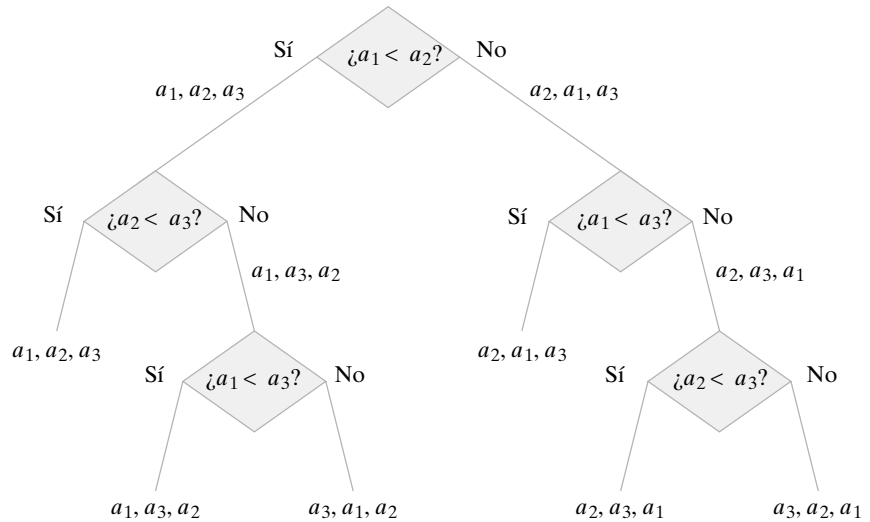 Sí ¿a1 < a2? No
a1, a2, a3 a2, a1, a3
Sí ¿a2 < a3? No Sí ¿a1 < a3? No
a1, a3, a2 a2, a3, a1
a1, a2, a3 a2, a1, a3
Sí ¿a1 < a3? No Sí ¿a2 < a3? No
a1, a3, a2 a3, a1, a2 a2, a3, a1 a3, a2, a1